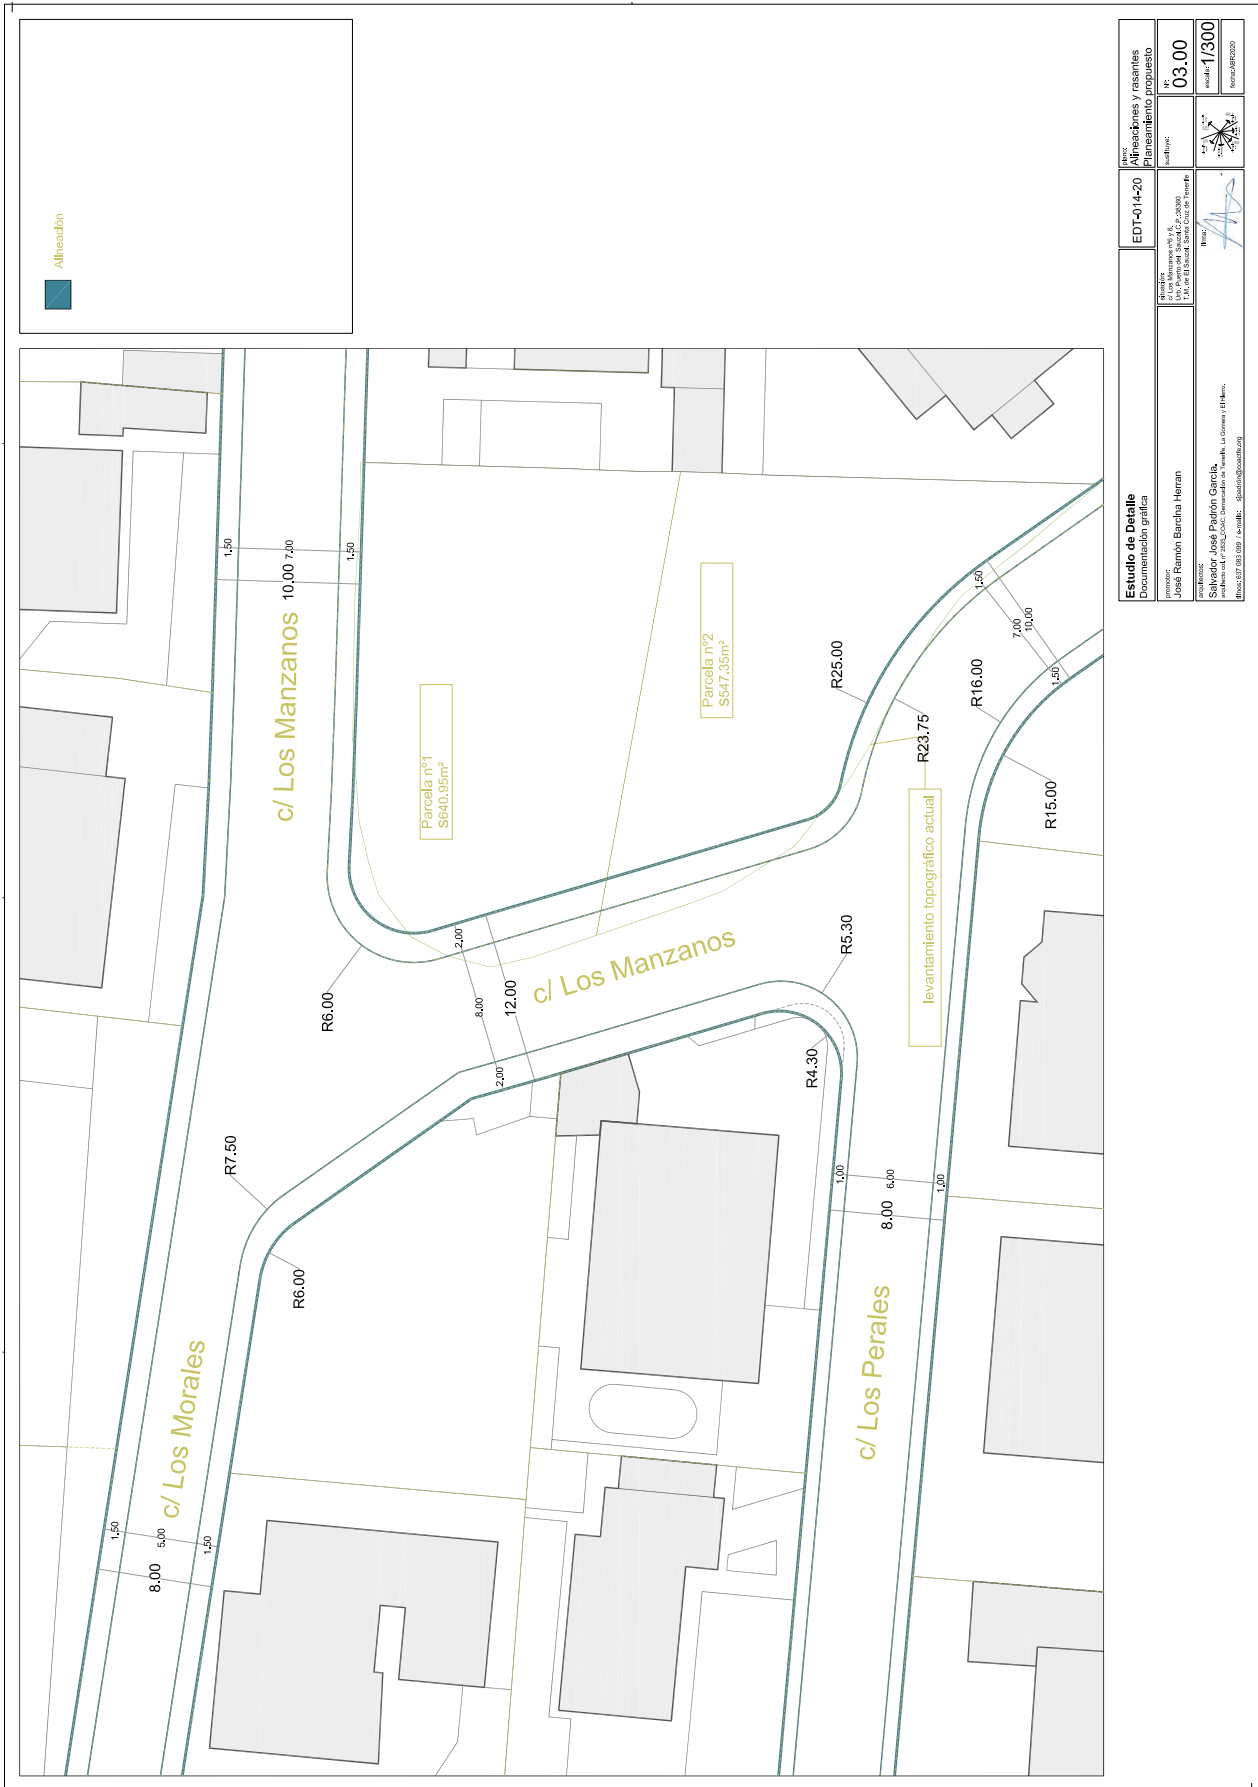 Alineación
c/ Los Manzanos
1.50
7.00
10.00
1.50
Parcela nº1
S640.95m²
Parcela nº2
S547.35m²
R25.00
R23.75
R16.00
R15.00
1.50
7.00
10.00
1.50
levantamiento topográfico actual
R6.00
2.00
8.00
12.00
2.00
c/ Los Manzanos
R5.30
R4.30
R7.50
R6.00
1.00
6.00
8.00
1.00
c/ Los Perales
c/ Los Morales
1.50
5.00
8.00
1.50
Estudio de Detalle
Documentación gráfica
EDT-014-20
plano:
Alineaciones y rasantes
Planeamiento propuesto
promotor:
José Ramón Barcina Herran
situación:
c/ Los Manzanos nº6 y 8.
Urb. Puerto del Sauzal.C.P.:38360
T.M. de El Sauzal. Santa Cruz de Tenerife
sustituye:
Nº:
03.00
arquitecto:
Salvador José Padrón García.
firma:
escala: 1/300
fecha:ABR2020